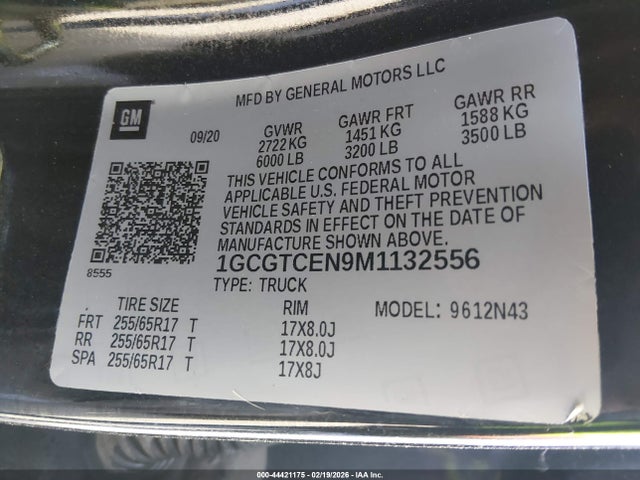 MFD BY GENERAL MOTORS LLC
GM
09/20
GVWR GAWR FRT GAWR RR
2722 KG 1451 KG 1588 KG
6000 LB 3200 LB 3500 LB
THIS VEHICLE CONFORMS TO ALL
APPLICABLE U.S. FEDERAL MOTOR
VEHICLE SAFETY AND THEFT PREVENTION
STANDARDS IN EFFECT ON THE DATE OF
MANUFACTURE SHOWN ABOVE.
8555
1GCGTCEN9M1132556
TYPE: TRUCK
TIRE SIZE RIM MODEL: 9612N43
FRT 255/65R17 T 17X8.0J
RR 255/65R17 T 17X8.0J
SPA 255/65R17 T 17X8J
000-44421175 - 02/19/2026 - IAA Inc.